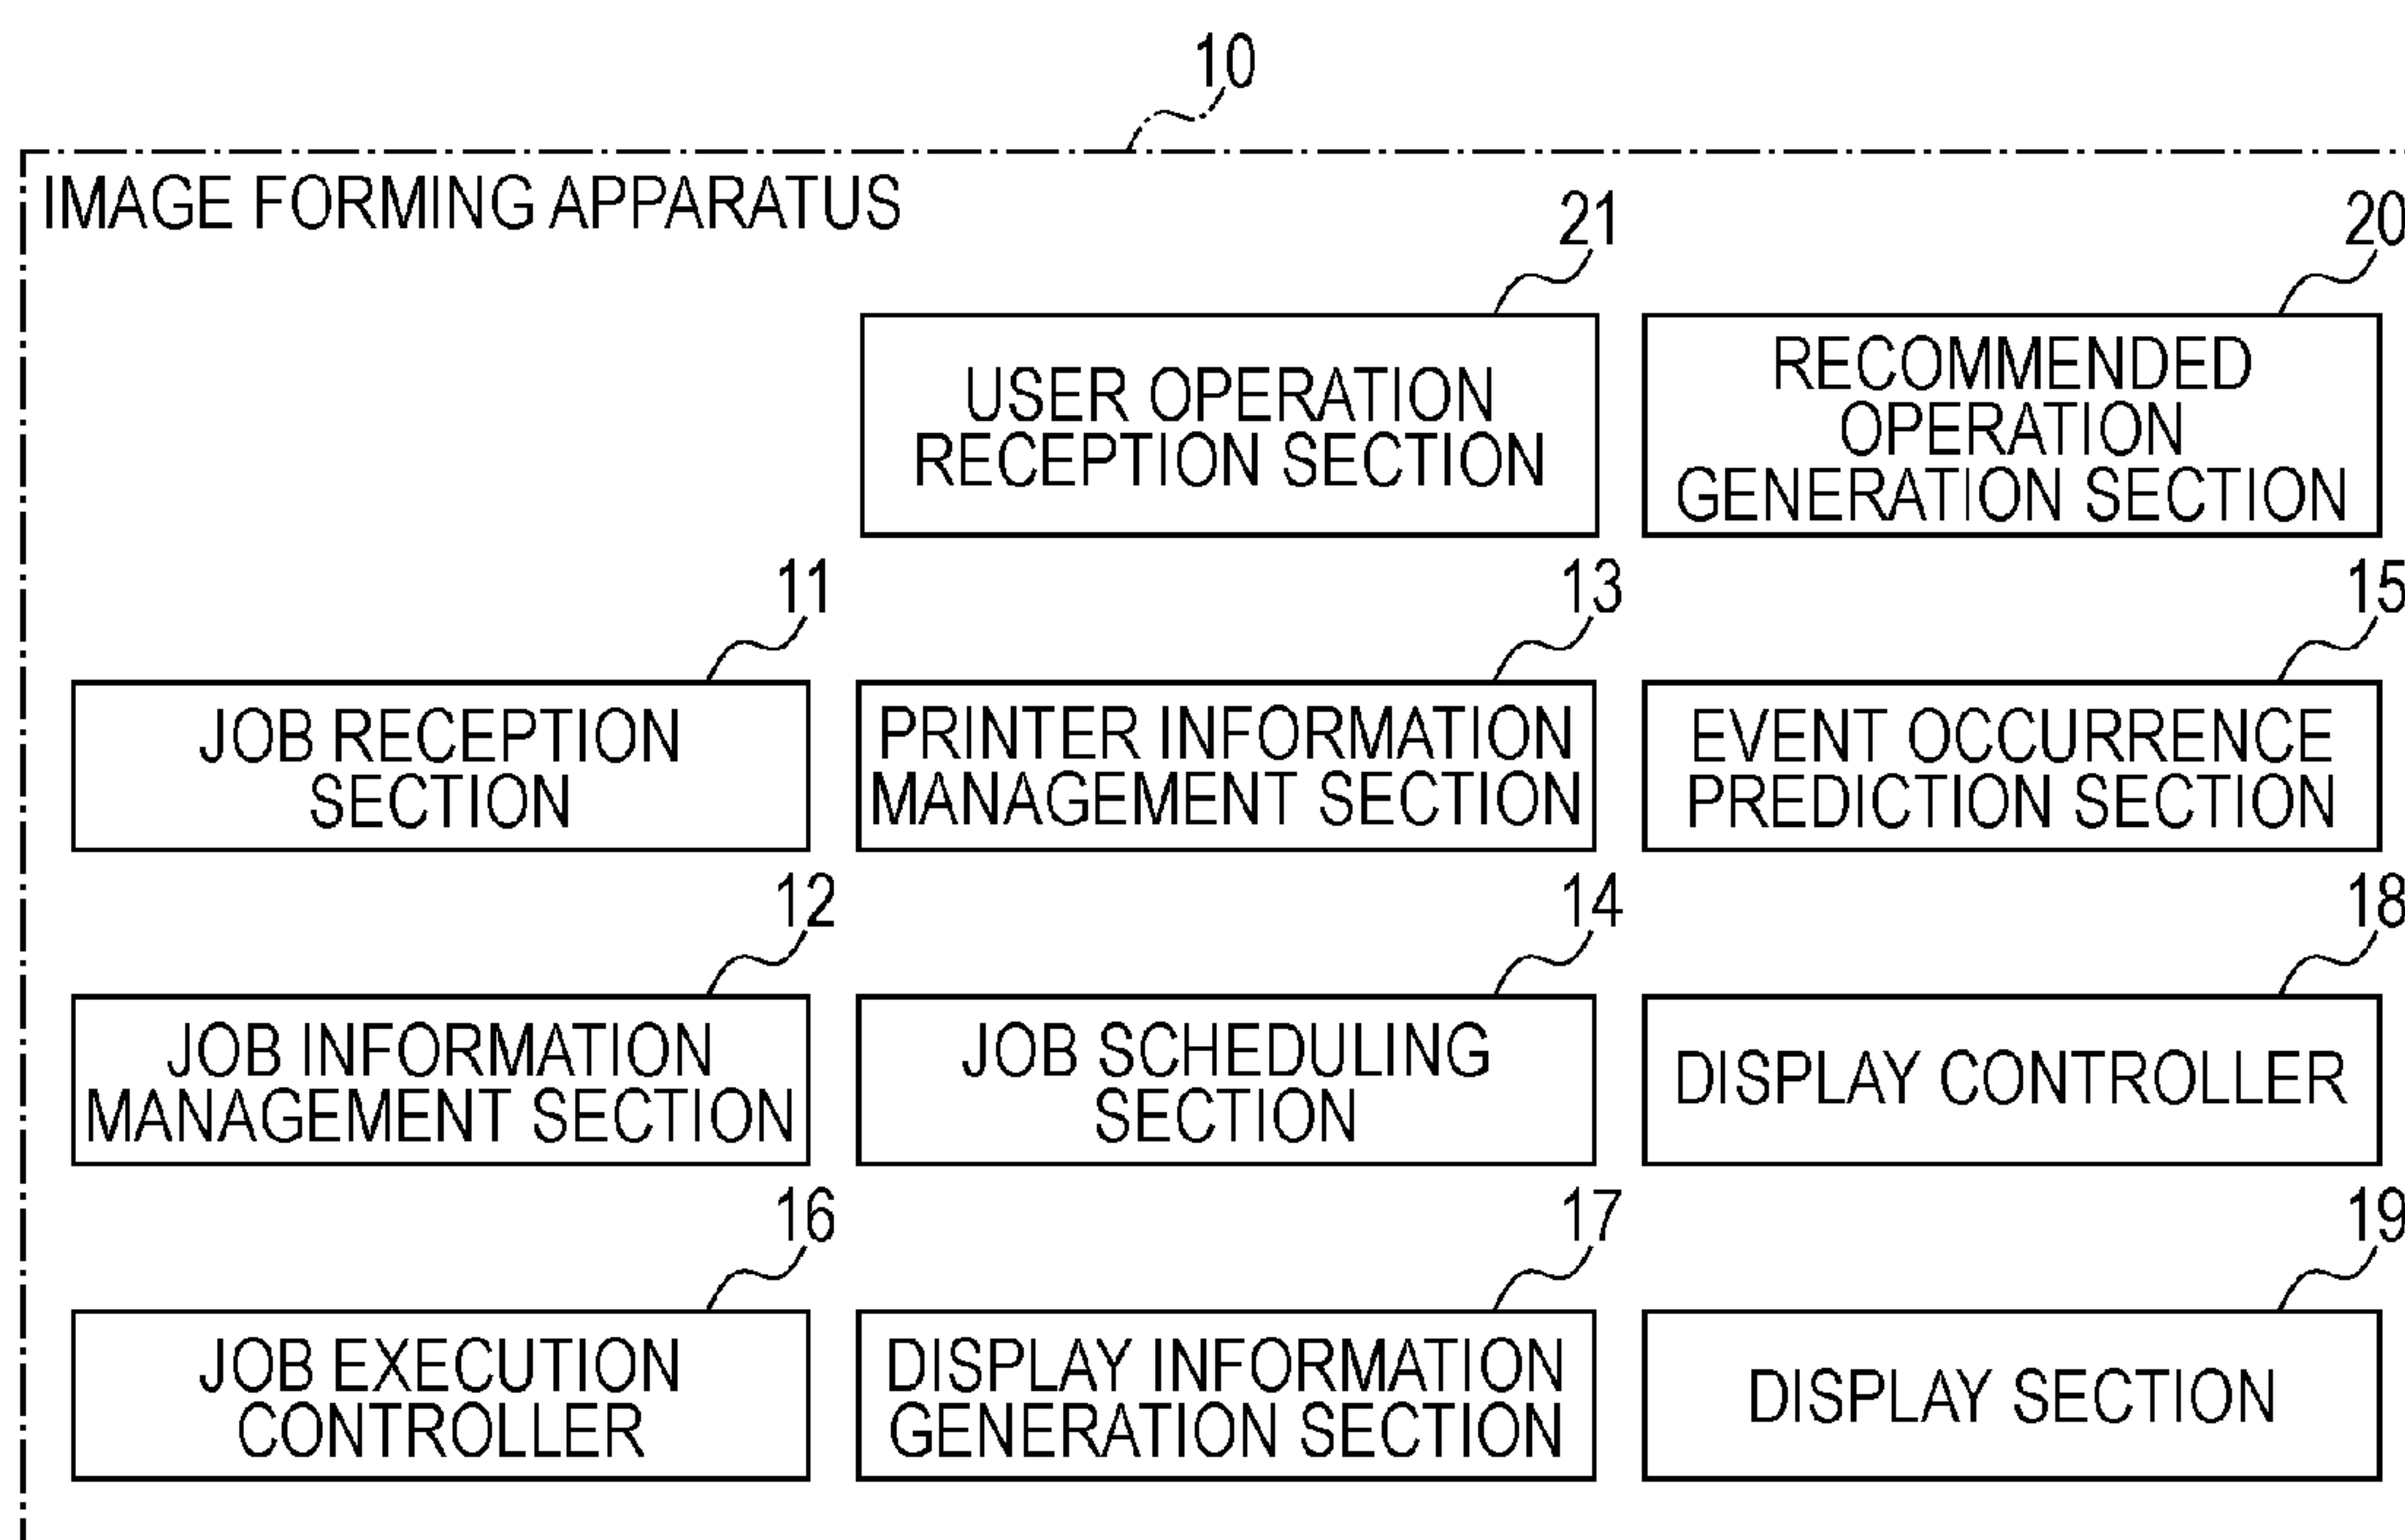 10
IMAGE FORMING APPARATUS
21
20
USER OPERATION
RECEPTION SECTION
RECOMMENDED
OPERATION
GENERATION SECTION
11
13
15
JOB RECEPTION
SECTION
PRINTER INFORMATION
MANAGEMENT SECTION
EVENT OCCURRENCE
PREDICTION SECTION
12
14
18
JOB INFORMATION
MANAGEMENT SECTION
JOB SCHEDULING
SECTION
DISPLAY CONTROLLER
16
17
19
JOB EXECUTION
CONTROLLER
DISPLAY INFORMATION
GENERATION SECTION
DISPLAY SECTION